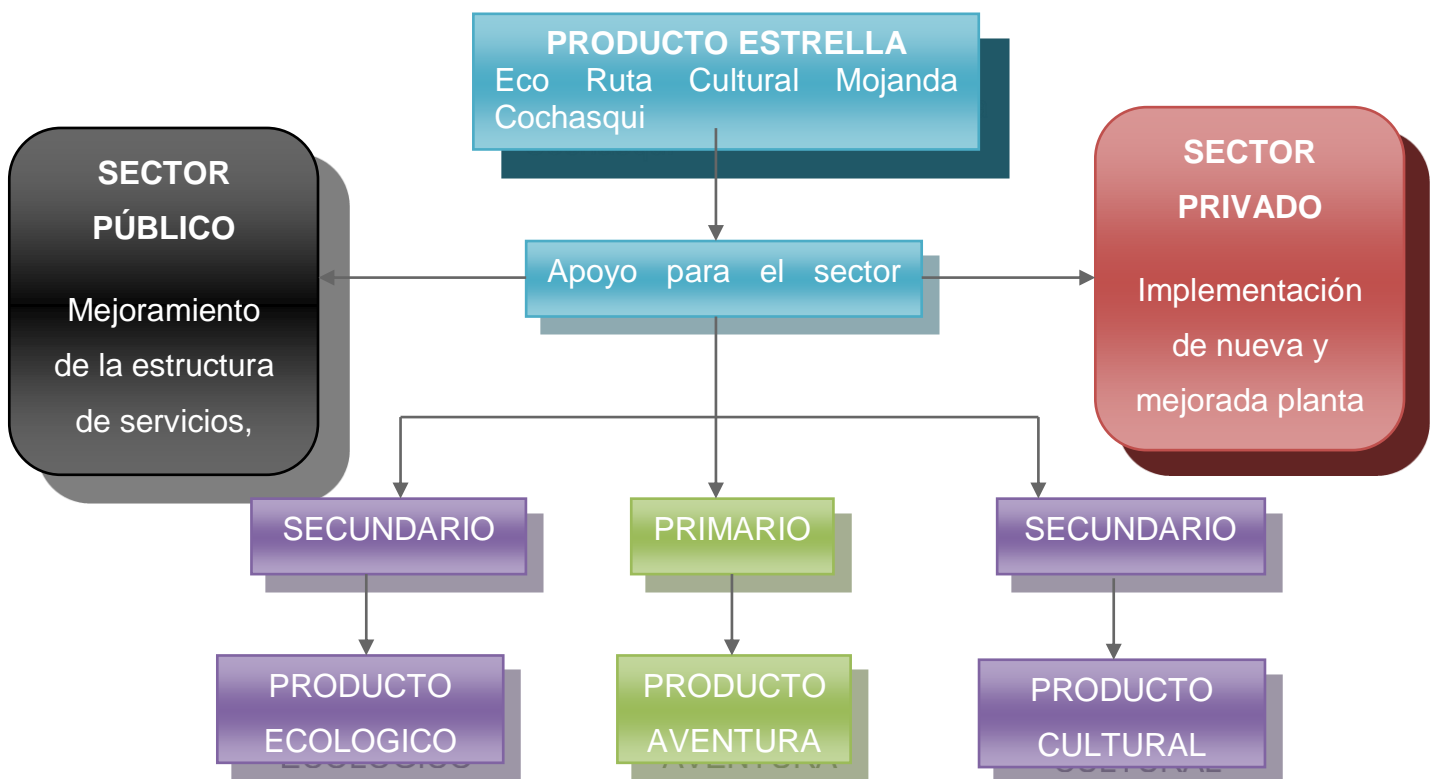 PRODUCTO ESTRELLA
Eco Ruta Cultural Mojanda
Cochasqui
SECTOR
PÚBLICO
Mejoramiento
de la estructura
de servicios,
Apoyo para el sector
SECTOR
PRIVADO
Implementación
de nueva y
mejorada planta
SECUNDARIO
PRIMARIO
SECUNDARIO
PRODUCTO
ECOLOGICO
PRODUCTO
AVENTURA
PRODUCTO
CULTURAL